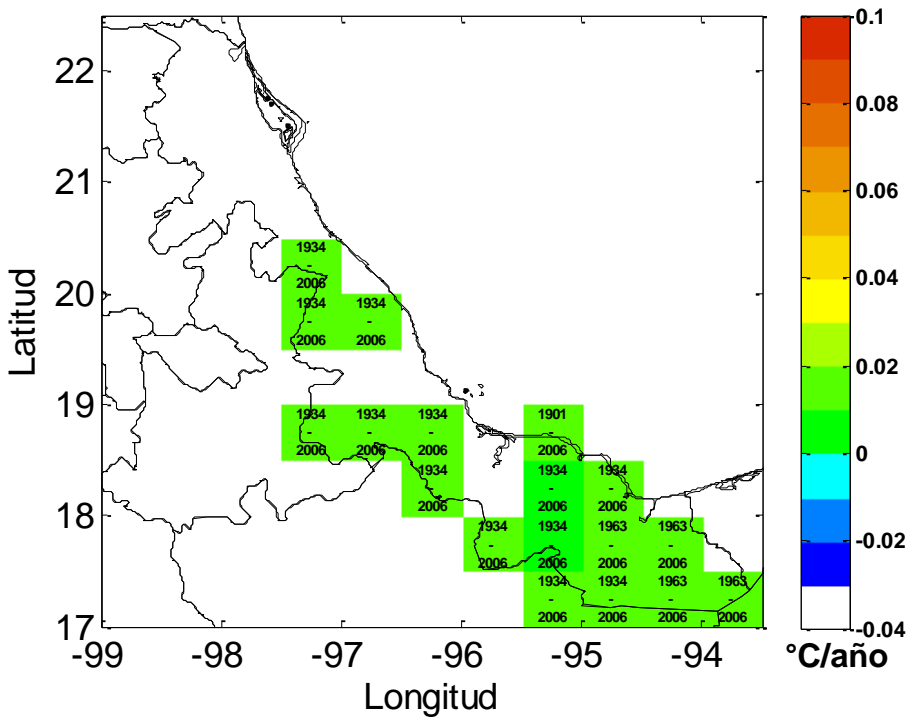 0.1
22
0.08
21
0.06
1934
-
2006
20
0.04
1934 1934
- -
2006 2006
Latitud
0.02
19
1934 1934 1934 1901
- - - -
2006 2006 2006 2006
0
1934 1934 1934
- - -
2006 2006 2006
18
1934 1934 1963 1963
- - - -
2006 2006 2006 2006
-0.02
1934 1934 1963 1963
- - - -
2006 2006 2006 2006
17
-0.04
-99 -98 -97 -96 -95 -94
°C/año
Longitud